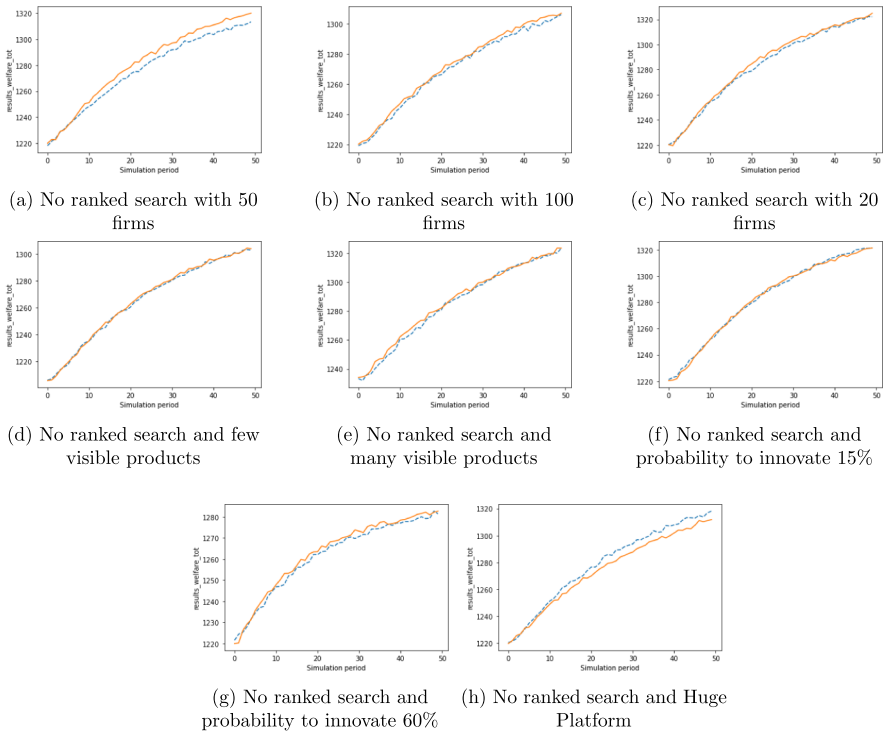 1320
1300
1280
1260
1240
1220
results_welfare_tot
0 10 20 30 40 50
Simulation period
(a) No ranked search with 50
firms
1300
1280
1260
1240
1220
results_welfare_tot
0 10 20 30 40 50
Simulation period
(b) No ranked search with 100
firms
1320
1300
1280
1260
1240
1220
results_welfare_tot
0 10 20 30 40 50
Simulation period
(c) No ranked search with 20
firms
1300
1280
1260
1240
1220
results_welfare_tot
0 10 20 30 40 50
Simulation period
(d) No ranked search and few
visible products
1320
1300
1280
1260
1240
results_welfare_tot
0 10 20 30 40 50
Simulation period
(e) No ranked search and
many visible products
1320
1300
1280
1260
1240
1220
results_welfare_tot
0 10 20 30 40 50
Simulation period
(f) No ranked search and
probability to innovate 15%
1280
1270
1260
1250
1240
1230
1220
results_welfare_tot
0 10 20 30 40 50
Simulation period
(g) No ranked search and
probability to innovate 60%
1320
1300
1280
1260
1240
1220
results_welfare_tot
0 10 20 30 40 50
Simulation period
(h) No ranked search and Huge
Platform